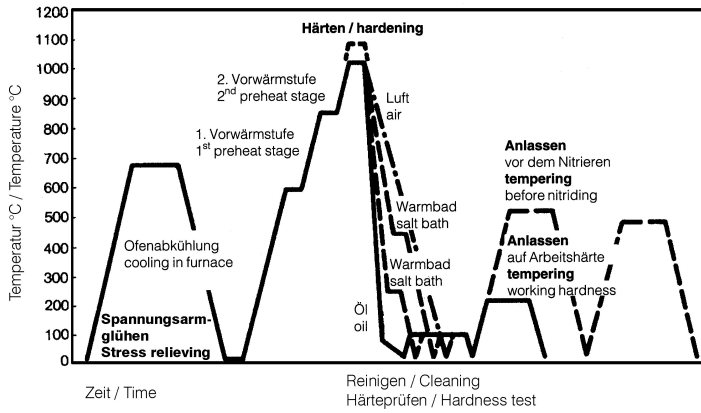 Temperatur °C / Temperature °C
1200
1100
1000
900
800
700
600
500
400
300
200
100
0
Härten / hardening
2. Vorwärmstufe
2nd preheat stage
1. Vorwärmstufe
1st preheat stage
Luft
air
Anlassen
vor dem Nitrieren
tempering
before nitriding
Warmbad
salt bath
Ofenabkühlung
cooling in furnace
Anlassen
auf Arbeitshärte
tempering
working hardness
Warmbad
salt bath
Öl
oil
Spannungsarm-
glühen
Stress relieving
Zeit / Time
Reinigen / Cleaning
Härteprüfen / Hardness test